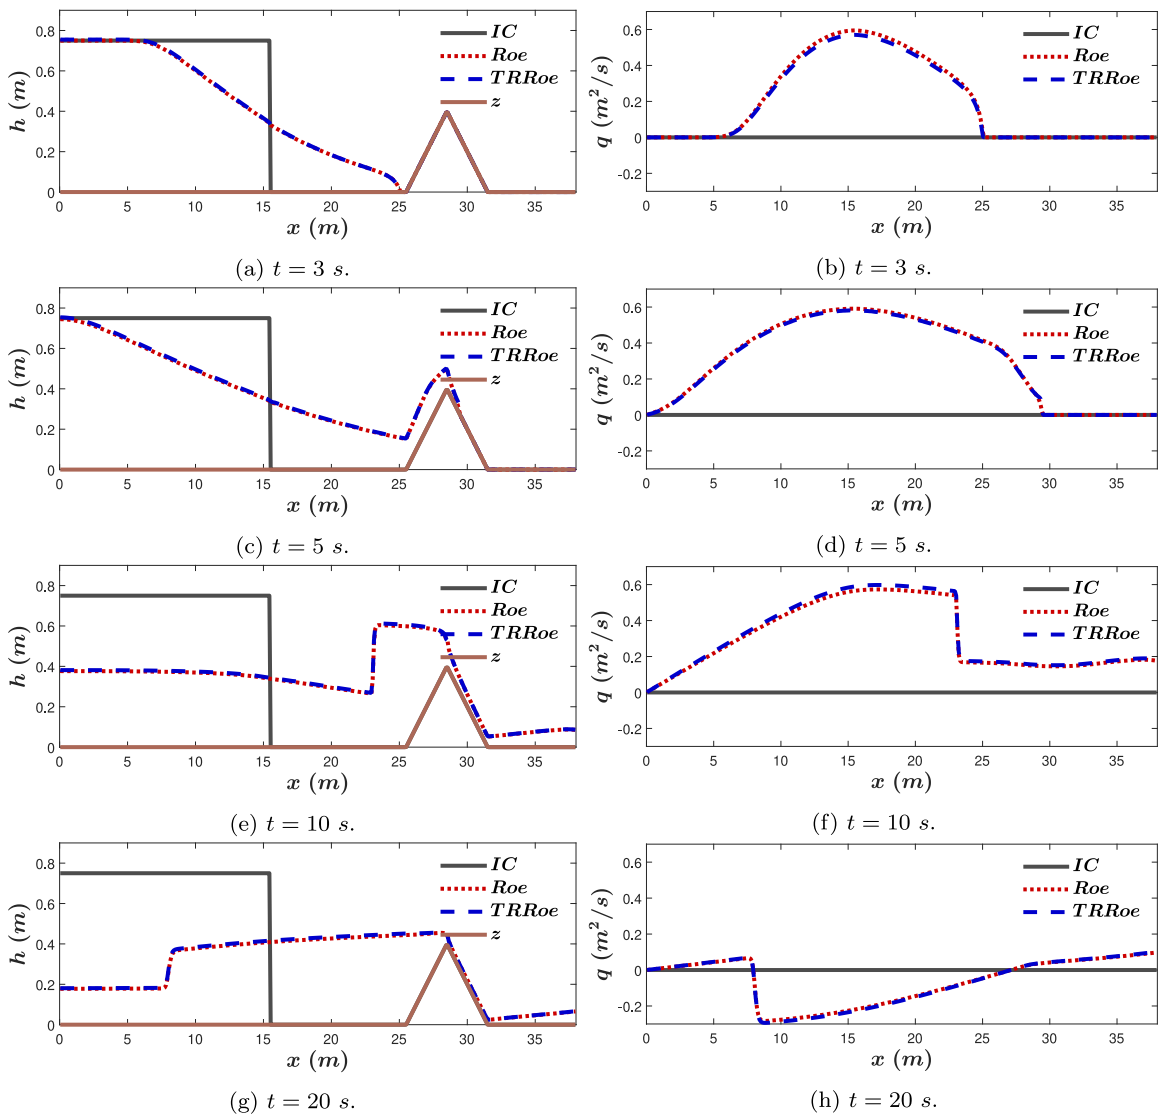 IC
Roe
TRRoe
z
h (m)
0.8
0.6
0.4
0.2
0
0 5 10 15 20 25 30 35
x (m)
(a) t = 3 s.
IC
Roe
TRRoe
q (m²/s)
0.6
0.4
0.2
0
-0.2
0 5 10 15 20 25 30 35
x (m)
(b) t = 3 s.
IC
Roe
TRRoe
z
h (m)
0.8
0.6
0.4
0.2
0
0 5 10 15 20 25 30 35
x (m)
(c) t = 5 s.
IC
Roe
TRRoe
q (m²/s)
0.6
0.4
0.2
0
-0.2
0 5 10 15 20 25 30 35
x (m)
(d) t = 5 s.
IC
Roe
TRRoe
z
h (m)
0.8
0.6
0.4
0.2
0
0 5 10 15 20 25 30 35
x (m)
(e) t = 10 s.
IC
Roe
TRRoe
q (m²/s)
0.6
0.4
0.2
0
-0.2
0 5 10 15 20 25 30 35
x (m)
(f) t = 10 s.
IC
Roe
TRRoe
z
h (m)
0.8
0.6
0.4
0.2
0
0 5 10 15 20 25 30 35
x (m)
(g) t = 20 s.
IC
Roe
TRRoe
q (m²/s)
0.6
0.4
0.2
0
-0.2
0 5 10 15 20 25 30 35
x (m)
(h) t = 20 s.